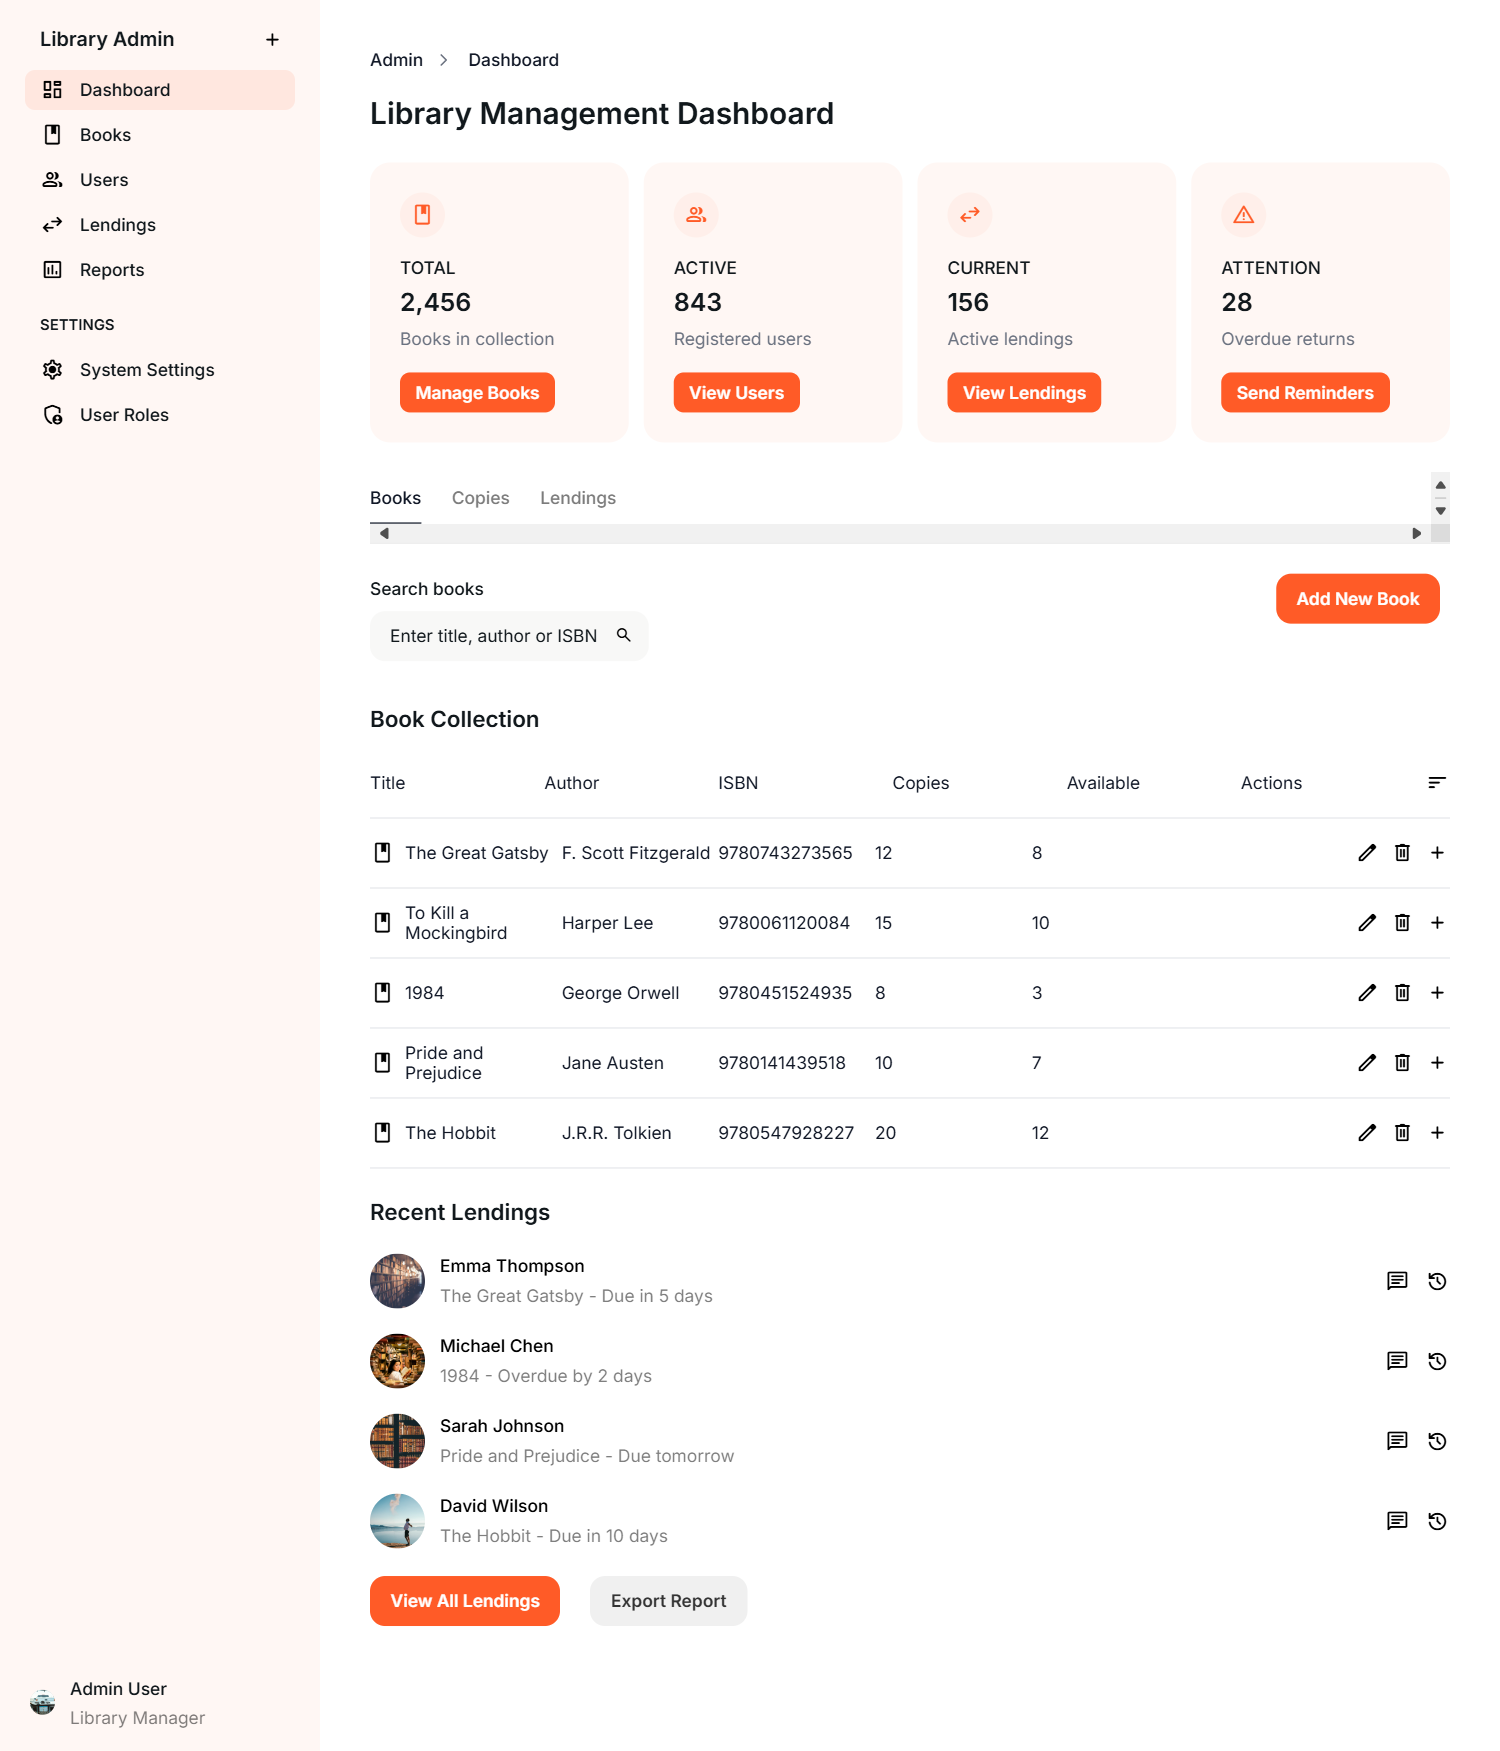 Library Admin
Dashboard
Books
Users
Lendings
Reports
SETTINGS
System Settings
User Roles
Admin User
Library Manager
Admin Dashboard
Library Management Dashboard
TOTAL
2,456
Books in collection
Manage Books
ACTIVE
843
Registered users
View Users
CURRENT
156
Active lendings
View Lendings
ATTENTION
28
Overdue returns
Send Reminders
Books Copies Lendings
Search books
Enter title, author or ISBN
Add New Book
Book Collection
Title Author ISBN Copies Available Actions
The Great Gatsby F. Scott Fitzgerald 9780743273565 12 8
To Kill a
Mockingbird Harper Lee 9780061120084 15 10
1984 George Orwell 9780451524935 8 3
Pride and
Prejudice Jane Austen 9780141439518 10 7
The Hobbit J.R.R. Tolkien 9780547928227 20 12
Recent Lendings
Emma Thompson
The Great Gatsby - Due in 5 days
Michael Chen
1984 - Overdue by 2 days
Sarah Johnson
Pride and Prejudice - Due tomorrow
David Wilson
The Hobbit - Due in 10 days
View All Lendings
Export Report